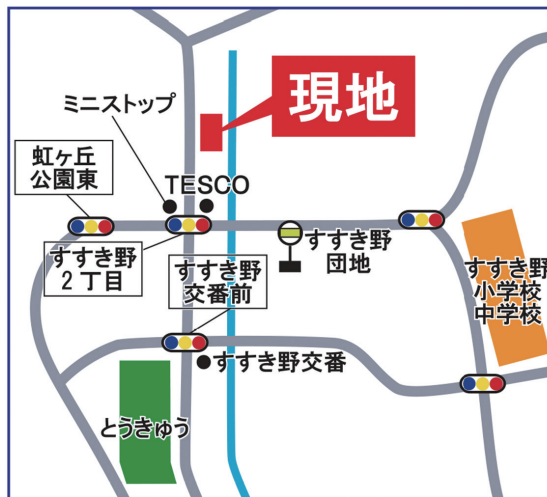 現地
ミニストップ
虹ヶ丘
公園東
TESCO
すすき野
2丁目
すすき野
団地
すすき野
交番前
すすき野
小学校
中学校
すすき野交番
とうきゅう